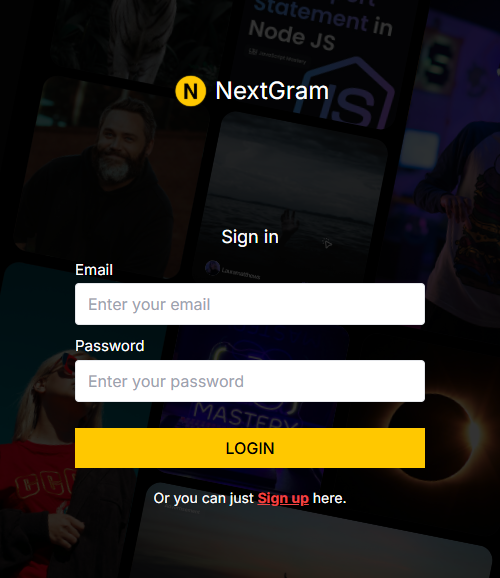 Statement in
Node JS
N NextGram
Sign in
Email
Enter your email
Password
Enter your password
MASTERY
LOGIN
Or you can just Sign up here.